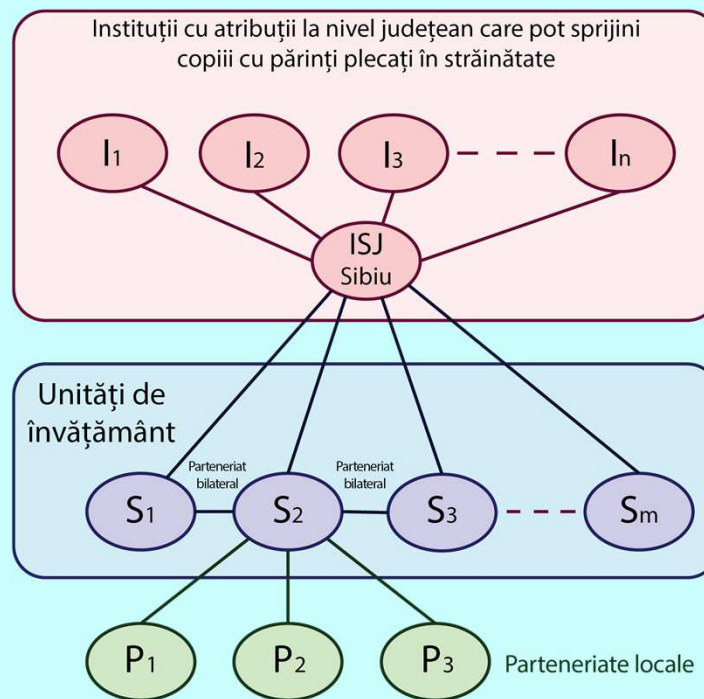 Instituții cu atribuții la nivel județean care pot sprijini
copiii cu părinți plecați în străinătate
I1 I2 I3 In
ISJ
Sibiu
Unități de
învățământ
Parteneriat
bilateral
Parteneriat
bilateral
S1 S2 S3 Sm
P1 P2 P3 Parteneriate locale